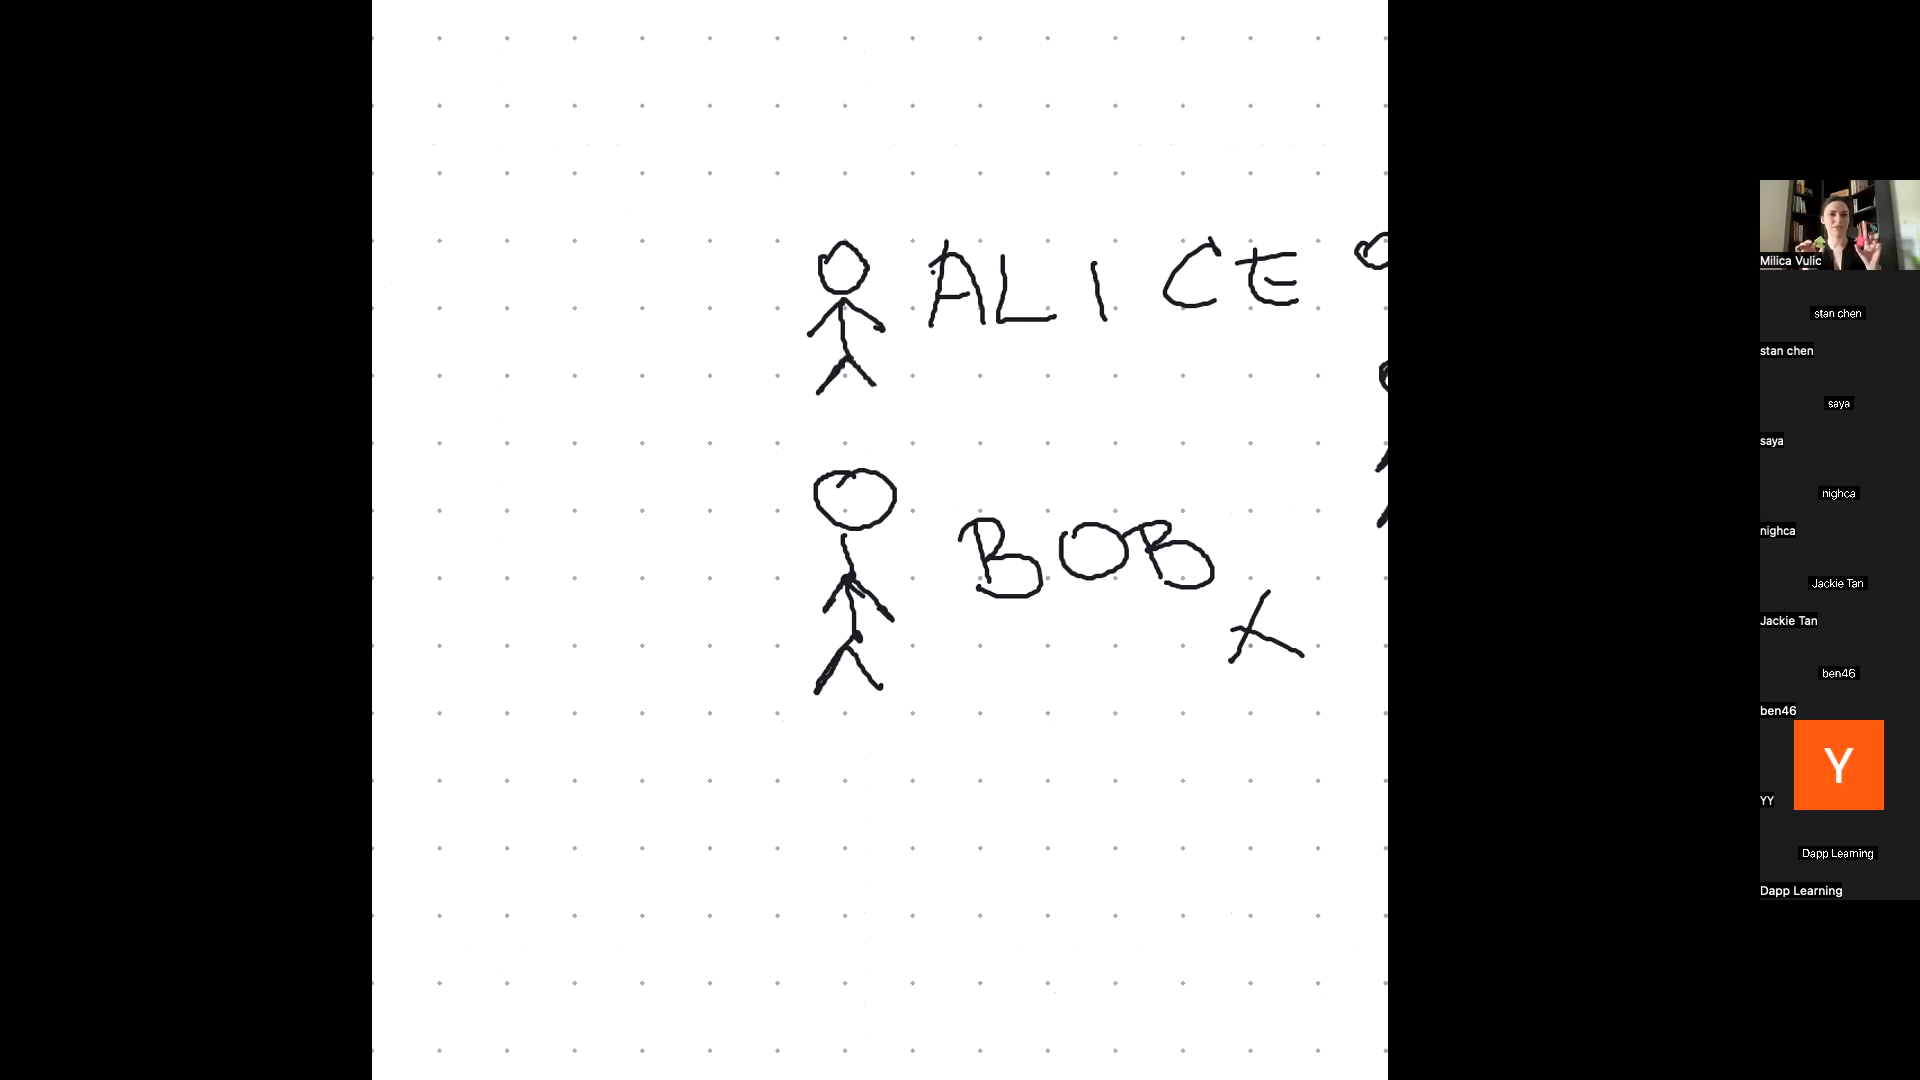 ALICE
BOB
X
Milica Vulic
stan chen
stan chen
saya
saya
nighca
nighca
Jackie Tan
Jackie Tan
ben46
ben46
Y
YY
Dapp Learning
Dapp Learning